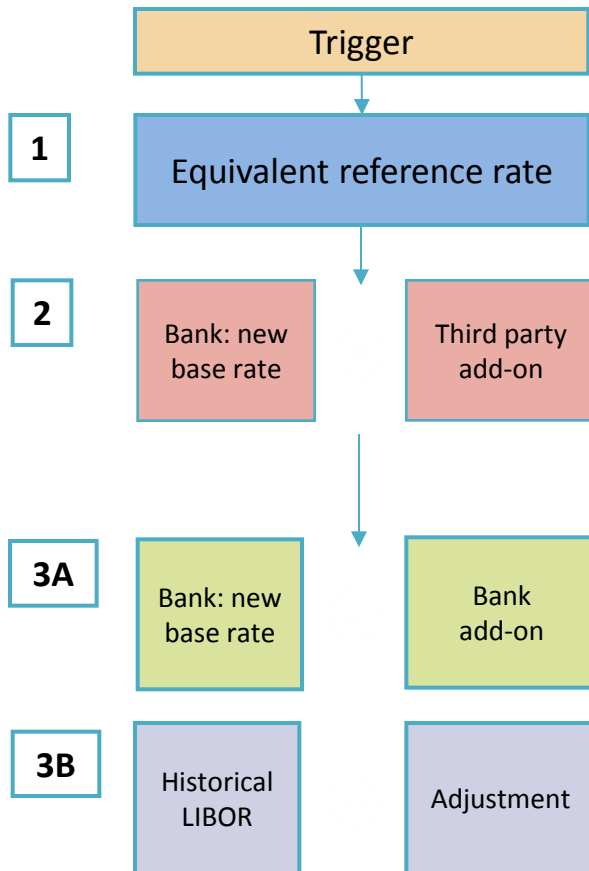 Trigger
1
Equivalent reference rate
2
Bank: new
base rate
Third party
add-on
3A
Bank: new
base rate
Bank
add-on
3B
Historical
LIBOR
Adjustment